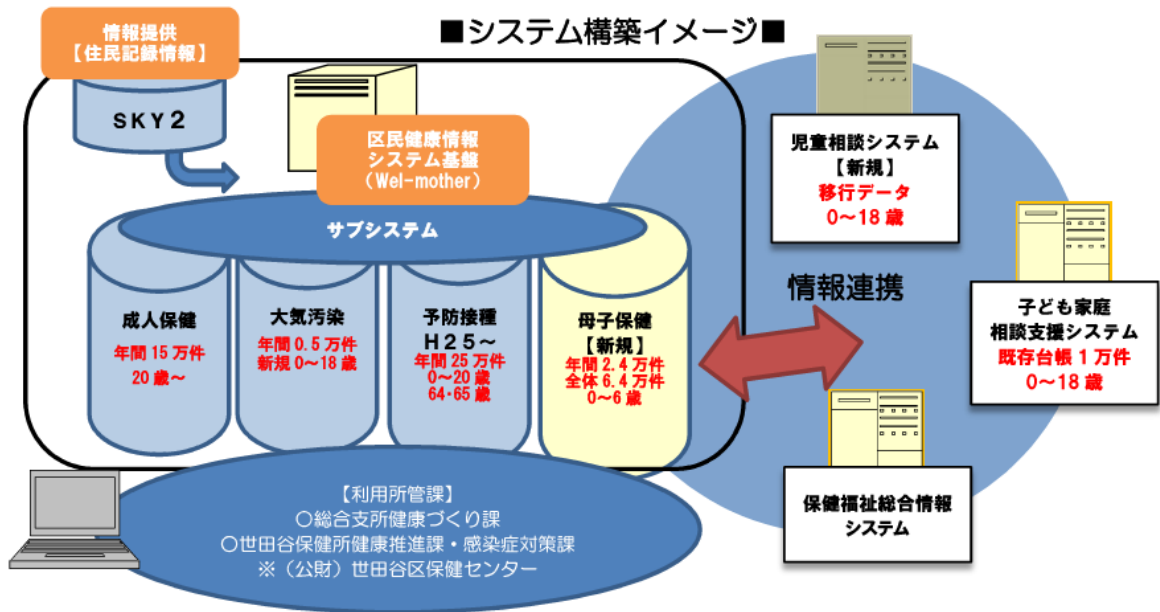 ■システム構築イメージ■
情報提供
【住民記録情報】
SKY2
区民健康情報
システム基盤
（Wel-mother）
サブシステム
成人保健
年間15万件
20歳～
大気汚染
年間0.5万件
新規0～18歳
予防接種
H25～
年間25万件
0～20歳
64･65歳
母子保健
【新規】
年間2.4万件
全体6.4万件
0～6歳
情報連携
児童相談システム
【新規】
移行データ
0～18歳
子ども家庭
相談支援システム
既存台帳1万件
0～18歳
保健福祉総合情報
システム
【利用所管課】
○総合支所健康づくり課
○世田谷保健所健康推進課・感染症対策課
※（公財）世田谷区保健センター